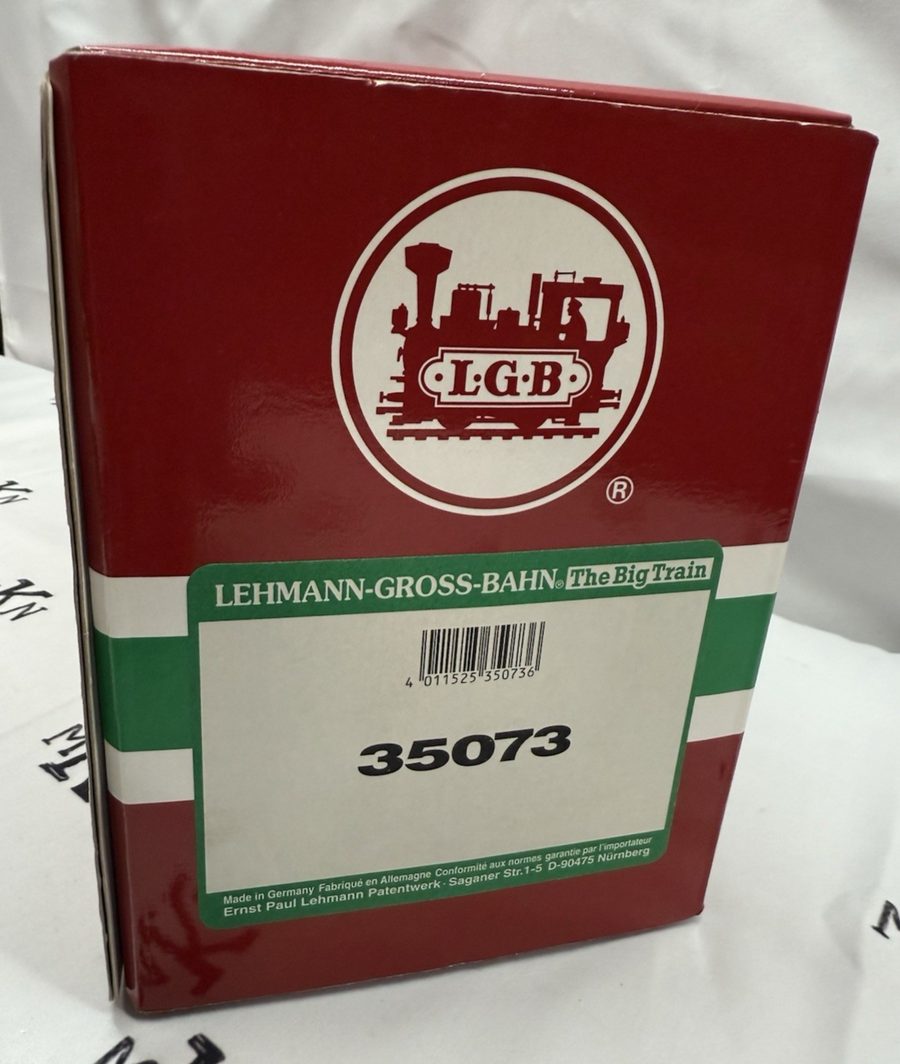 L·G·B
®
LEHMANN-GROSS-BAHN® The Big Train
4 011525 350736
35073
Made in Germany Fabriqué en Allemagne Conformité aux normes garantie par l'importateur
Ernst Paul Lehmann Patentwerk · Saganer Str.1-5 D-90475 Nürnberg